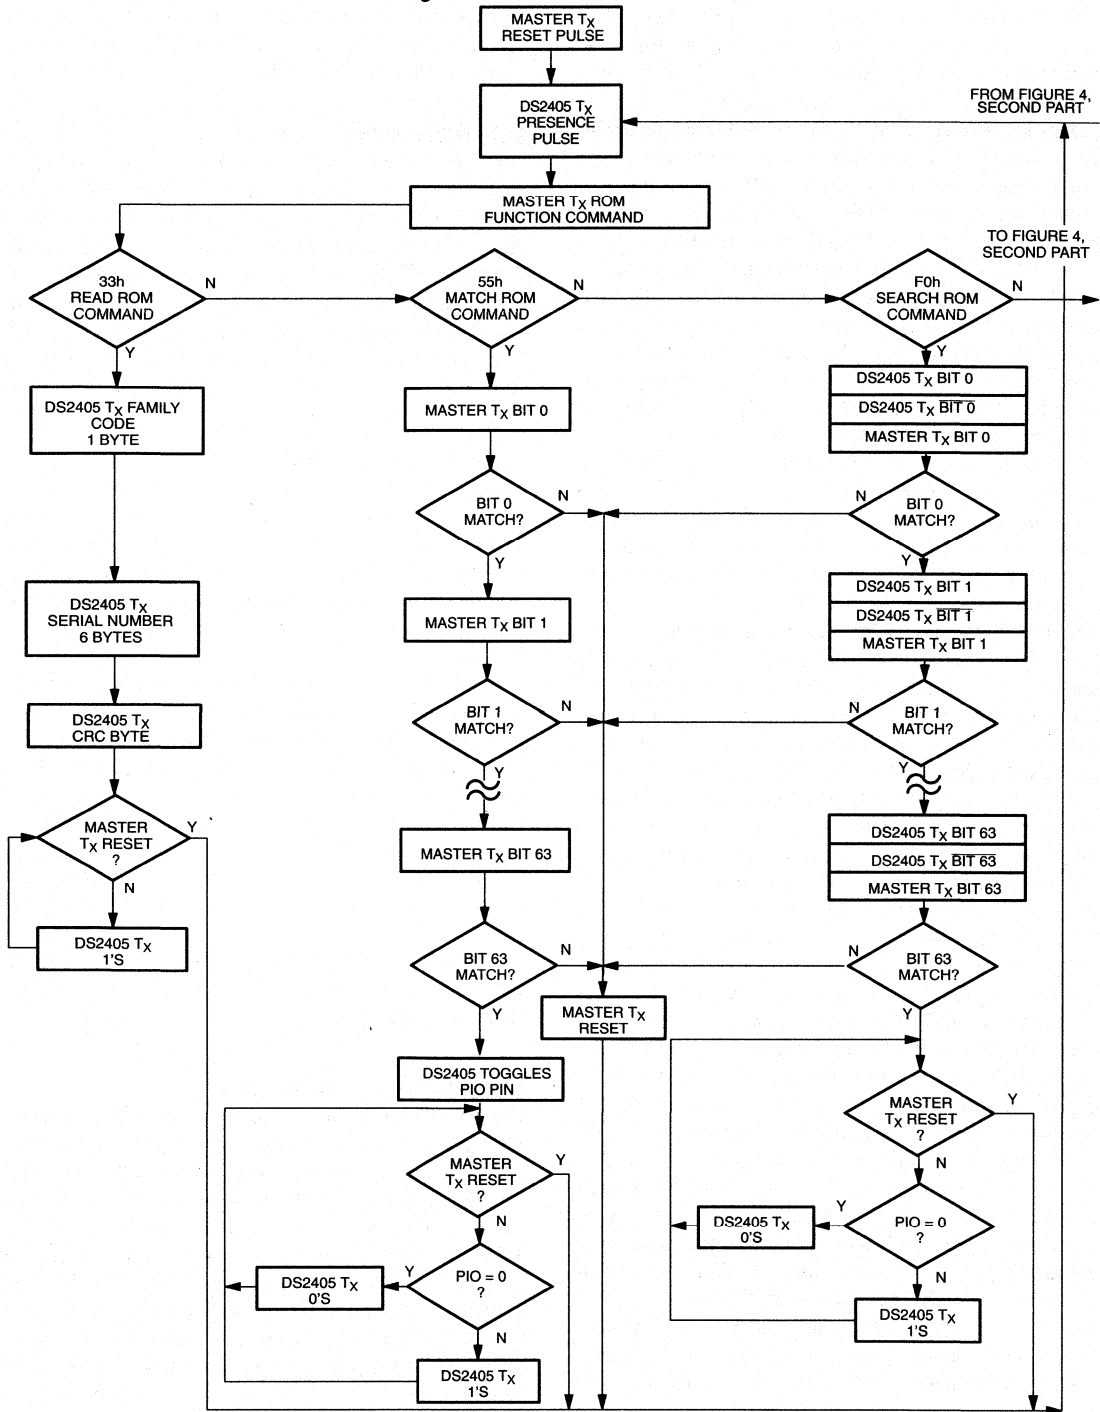 MASTER TX
RESET PULSE
DS2405 TX
PRESENCE
PULSE
FROM FIGURE 4,
SECOND PART
MASTER TX ROM
FUNCTION COMMAND
TO FIGURE 4,
SECOND PART
33h
READ ROM
COMMAND
N
Y
55h
MATCH ROM
COMMAND
N
Y
F0h
SEARCH ROM
COMMAND
N
Y
DS2405 TX FAMILY
CODE
1 BYTE
DS2405 TX
SERIAL NUMBER
6 BYTES
DS2405 TX
CRC BYTE
MASTER
TX RESET
?
Y
N
DS2405 TX
1'S
MASTER TX BIT 0
BIT 0
MATCH?
N
Y
MASTER TX BIT 1
BIT 1
MATCH?
N
Y
MASTER TX BIT 63
BIT 63
MATCH?
N
Y
MASTER TX
RESET
DS2405 TOGGLES
PIO PIN
MASTER
TX RESET
?
Y
N
PIO = 0
?
Y
N
DS2405 TX
0'S
DS2405 TX
1'S
DS2405 TX BIT 0
DS2405 TX B̅I̅T̅ ̅0̅
MASTER TX BIT 0
BIT 0
MATCH?
N
Y
DS2405 TX BIT 1
DS2405 TX B̅I̅T̅ ̅1̅
MASTER TX BIT 1
BIT 1
MATCH?
N
Y
DS2405 TX BIT 63
DS2405 TX B̅I̅T̅ ̅6̅3̅
MASTER TX BIT 63
BIT 63
MATCH?
N
Y
MASTER
TX RESET
?
Y
N
PIO = 0
?
Y
N
DS2405 TX
0'S
DS2405 TX
1'S